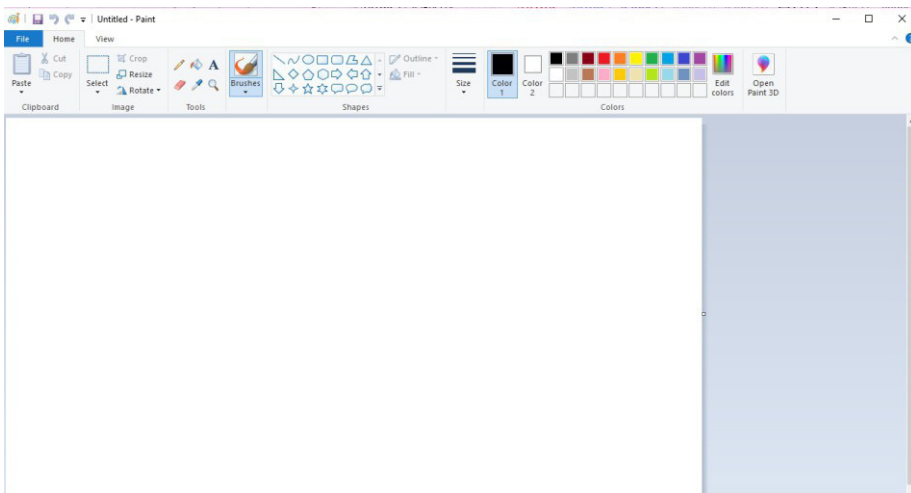 Untitled - Paint
File Home View
Cut
Copy
Paste
Clipboard
Crop
Resize
Rotate
Select
Image
A
Tools
Brushes
Outline
Fill
Shapes
Size
Color 1
Color 2
Colors
Edit colors
Open Paint 3D